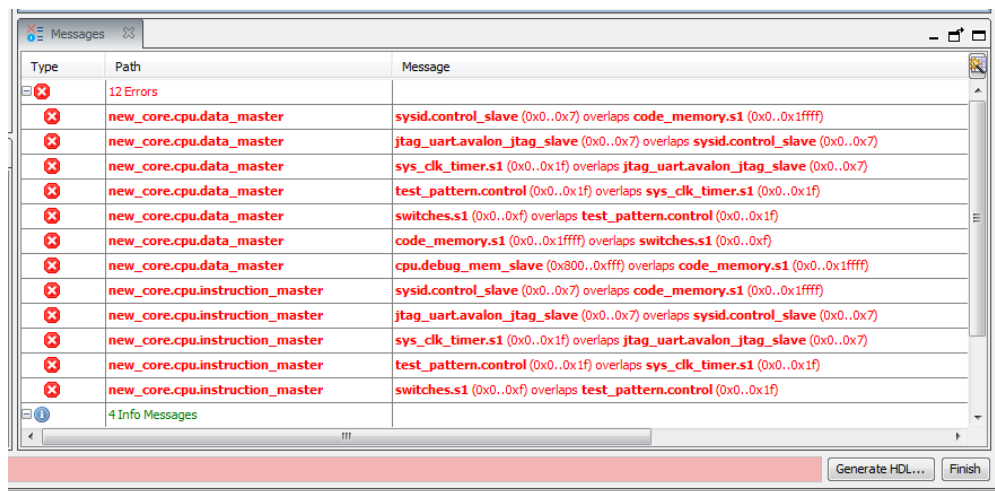 Messages
Type Path Message
12 Errors
new_core.cpu.data_master sysid.control_slave (0x0..0x7) overlaps code_memory.s1 (0x0..0x1ffff)
new_core.cpu.data_master jtag_uart.avalon_jtag_slave (0x0..0x7) overlaps sysid.control_slave (0x0..0x7)
new_core.cpu.data_master sys_clk_timer.s1 (0x0..0x1f) overlaps jtag_uart.avalon_jtag_slave (0x0..0x7)
new_core.cpu.data_master test_pattern.control (0x0..0x1f) overlaps sys_clk_timer.s1 (0x0..0x1f)
new_core.cpu.data_master switches.s1 (0x0..0xf) overlaps test_pattern.control (0x0..0x1f)
new_core.cpu.data_master code_memory.s1 (0x0..0x1ffff) overlaps switches.s1 (0x0..0xf)
new_core.cpu.data_master cpu.debug_mem_slave (0x800..0xfff) overlaps code_memory.s1 (0x0..0x1ffff)
new_core.cpu.instruction_master sysid.control_slave (0x0..0x7) overlaps code_memory.s1 (0x0..0x1ffff)
new_core.cpu.instruction_master jtag_uart.avalon_jtag_slave (0x0..0x7) overlaps sysid.control_slave (0x0..0x7)
new_core.cpu.instruction_master sys_clk_timer.s1 (0x0..0x1f) overlaps jtag_uart.avalon_jtag_slave (0x0..0x7)
new_core.cpu.instruction_master test_pattern.control (0x0..0x1f) overlaps sys_clk_timer.s1 (0x0..0x1f)
new_core.cpu.instruction_master switches.s1 (0x0..0xf) overlaps test_pattern.control (0x0..0x1f)
4 Info Messages
Generate HDL... Finish